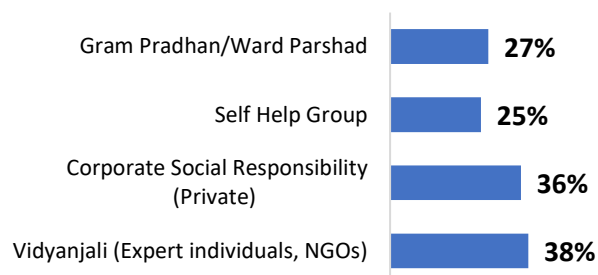 Gram Pradhan/Ward Parshad 27%
Self Help Group 25%
Corporate Social Responsibility
(Private) 36%
Vidyanjali (Expert individuals, NGOs) 38%